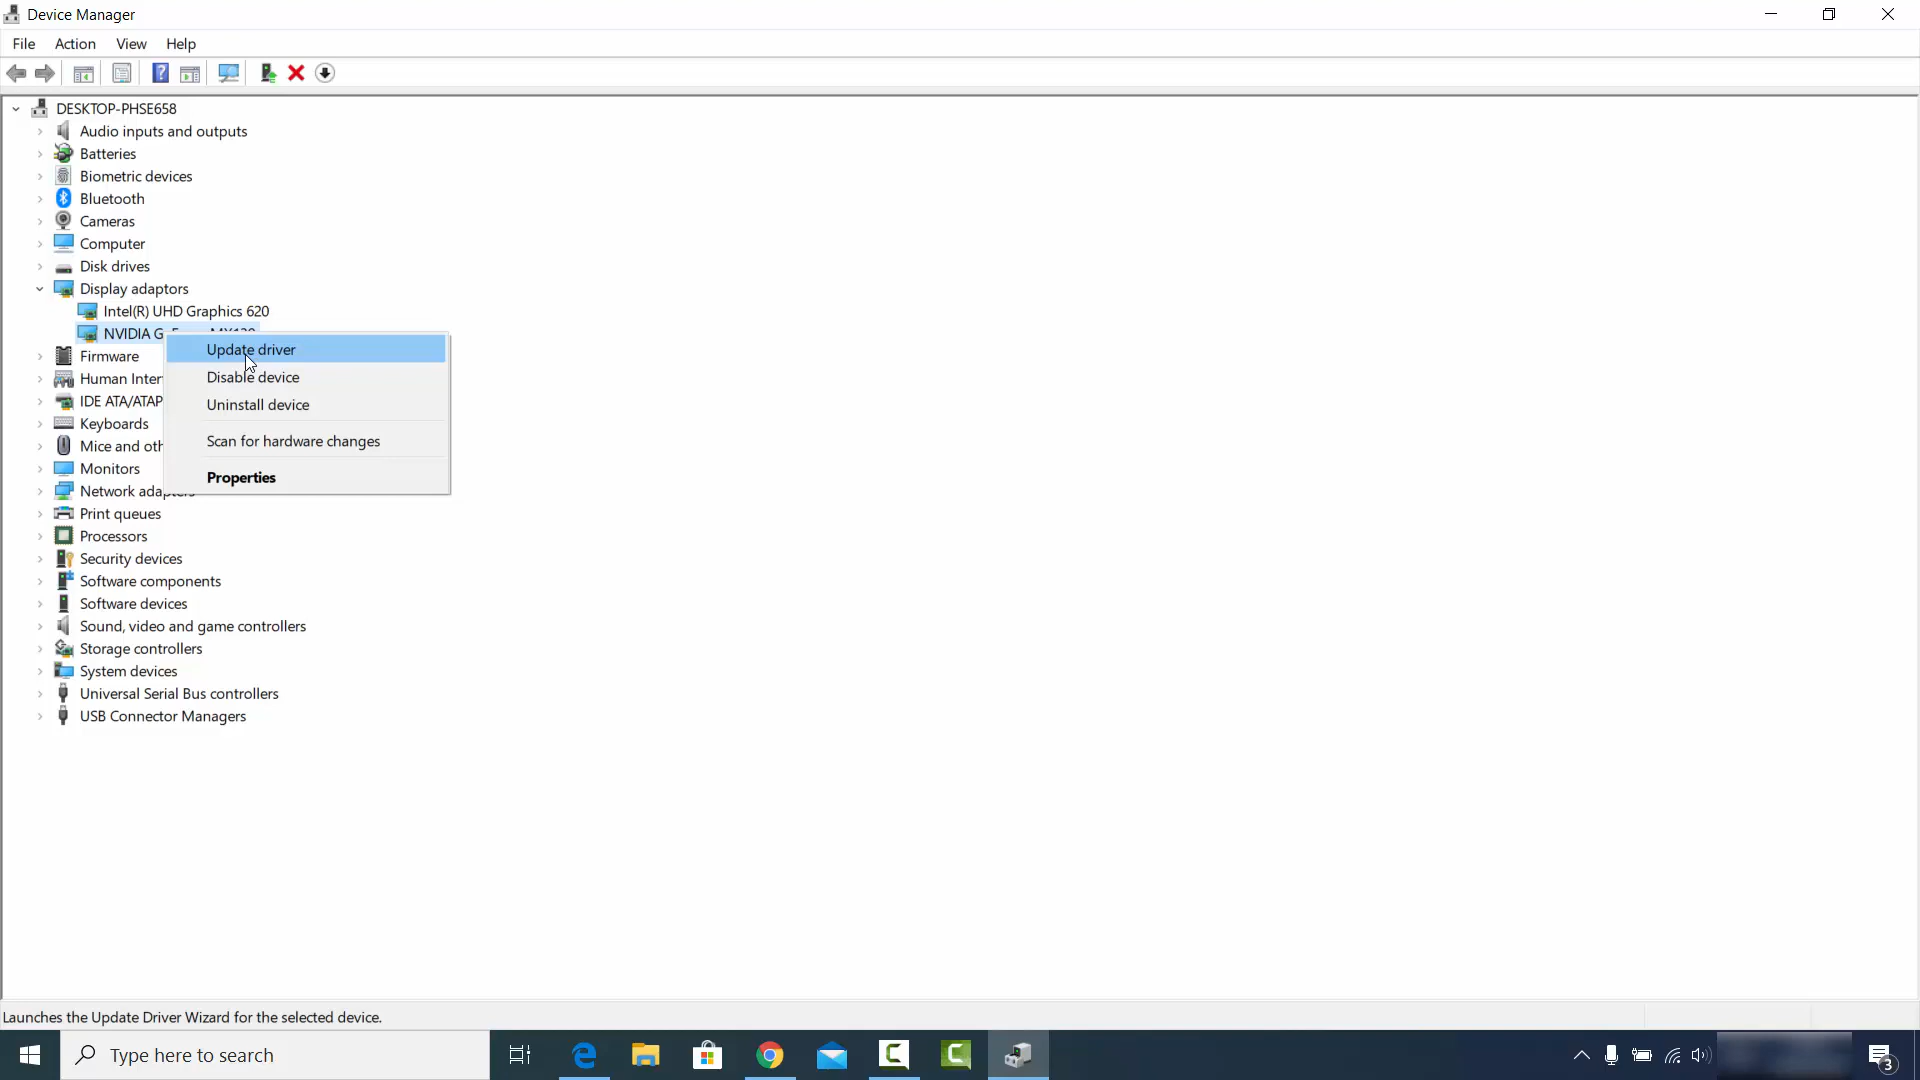 Device Manager
File Action View Help
DESKTOP-PHSE658
Audio inputs and outputs
Batteries
Biometric devices
Bluetooth
Cameras
Computer
Disk drives
Display adaptors
Intel(R) UHD Graphics 620
NVIDIA
Update driver
Firmware
Disable device
Human Inter
IDE ATA/ATAP
Uninstall device
Keyboards
Scan for hardware changes
Mice and oth
Monitors
Properties
Network adapters
Print queues
Processors
Security devices
Software components
Software devices
Sound, video and game controllers
Storage controllers
System devices
Universal Serial Bus controllers
USB Connector Managers
Launches the Update Driver Wizard for the selected device.
Type here to search
3